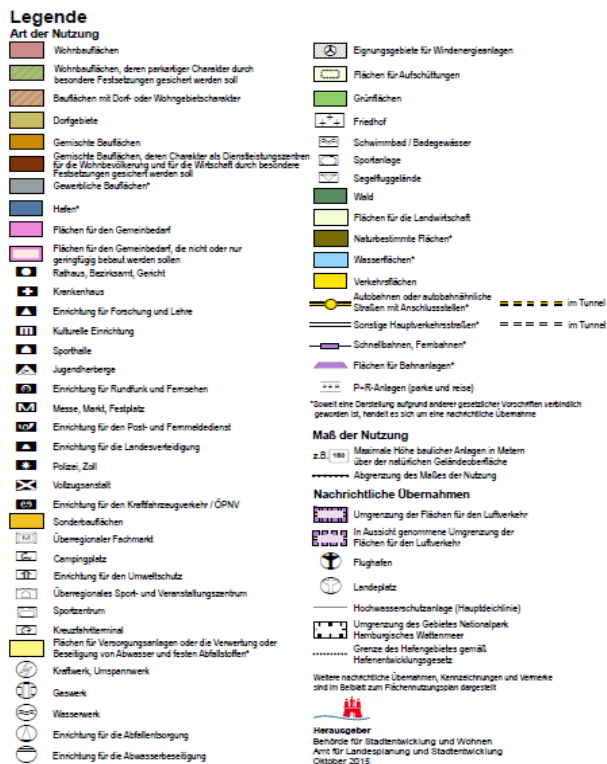 Legende
Art der Nutzung
Wohnbauflächen
Wohnbauflächen, deren parkartiger Charakter durch
besondere Festsetzungen gesichert werden soll
Bauflächen mit Dorf- oder Wohngebietscharakter
Dorfgebiete
Gemischte Bauflächen
Gemischte Bauflächen, deren Charakter als Dienstleistungszentren
für die Wohnbevölkerung und für die Wirtschaft durch besondere
Festsetzungen gesichert werden soll
Gewerbliche Bauflächen*
Hafen*
Flächen für den Gemeinbedarf
Flächen für den Gemeinbedarf, die nicht oder nur
geringfügig bebaut werden sollen
Rathaus, Bezirksamt, Gericht
Krankenhaus
Einrichtung für Forschung und Lehre
Kulturelle Einrichtung
Sporthalle
Jugendherberge
Einrichtung für Rundfunk und Fernsehen
Messe, Markt, Festplatz
Einrichtung für den Post- und Fernmeldedienst
Einrichtung für die Landesverteidigung
Polizei, Zoll
Vollzugsanstalt
Einrichtung für den Kraftfahrzeugverkehr / ÖPNV
Sonderbauflächen
M Überregionaler Fachmarkt
Campingplatz
Einrichtung für den Umweltschutz
Überregionales Sport- und Veranstaltungszentrum
Sportzentrum
Kreuzfahrtterminal
Flächen für Versorgungsanlagen oder die Verwertung oder
Beseitigung von Abwasser und festen Abfallstoffen*
Kraftwerk, Umspannwerk
Gaswerk
Wasserwerk
Einrichtung für die Abfallentsorgung
Einrichtung für die Abwasserbeseitigung
Eignungsgebiete für Windenergieanlagen
Flächen für Aufschüttungen
Grünflächen
Friedhof
Schwimmbad / Badegewässer
Sportanlage
Segelfluggelände
Wald
Flächen für die Landwirtschaft
Naturbestimmte Flächen*
Wasserflächen*
Verkehrsflächen
Autobahnen oder autobahnähnliche
Straßen mit Anschlussstellen* im Tunnel
Sonstige Hauptverkehrsstraßen* im Tunnel
Schnellbahnen, Fernbahnen*
Flächen für Bahnanlagen*
P+R P+R-Anlagen (parke und reise)
*Soweit eine Darstellung aufgrund anderer gesetzlicher Vorschriften verbindlich
geworden ist, handelt es sich um eine nachrichtliche Übernahme
Maß der Nutzung
z.B. 150 Maximale Höhe baulicher Anlagen in Metern
über der natürlichen Geländeoberfläche
Abgrenzung des Maßes der Nutzung
Nachrichtliche Übernahmen
Umgrenzung der Flächen für den Luftverkehr
In Aussicht genommene Umgrenzung der
Flächen für den Luftverkehr
Flughafen
Landeplatz
Hochwasserschutzanlage (Hauptdeichlinie)
Umgrenzung des Gebietes Nationalpark
Hamburgisches Wattenmeer
Grenze des Hafengebietes gemäß
Hafenentwicklungsgesetz
Weitere nachrichtliche Übernahmen, Kennzeichnungen und Vermerke
sind im Beiblatt zum Flächennutzungsplan dargestellt
Herausgeber
Behörde für Stadtentwicklung und Wohnen
Amt für Landesplanung und Stadtentwicklung
Oktober 2015